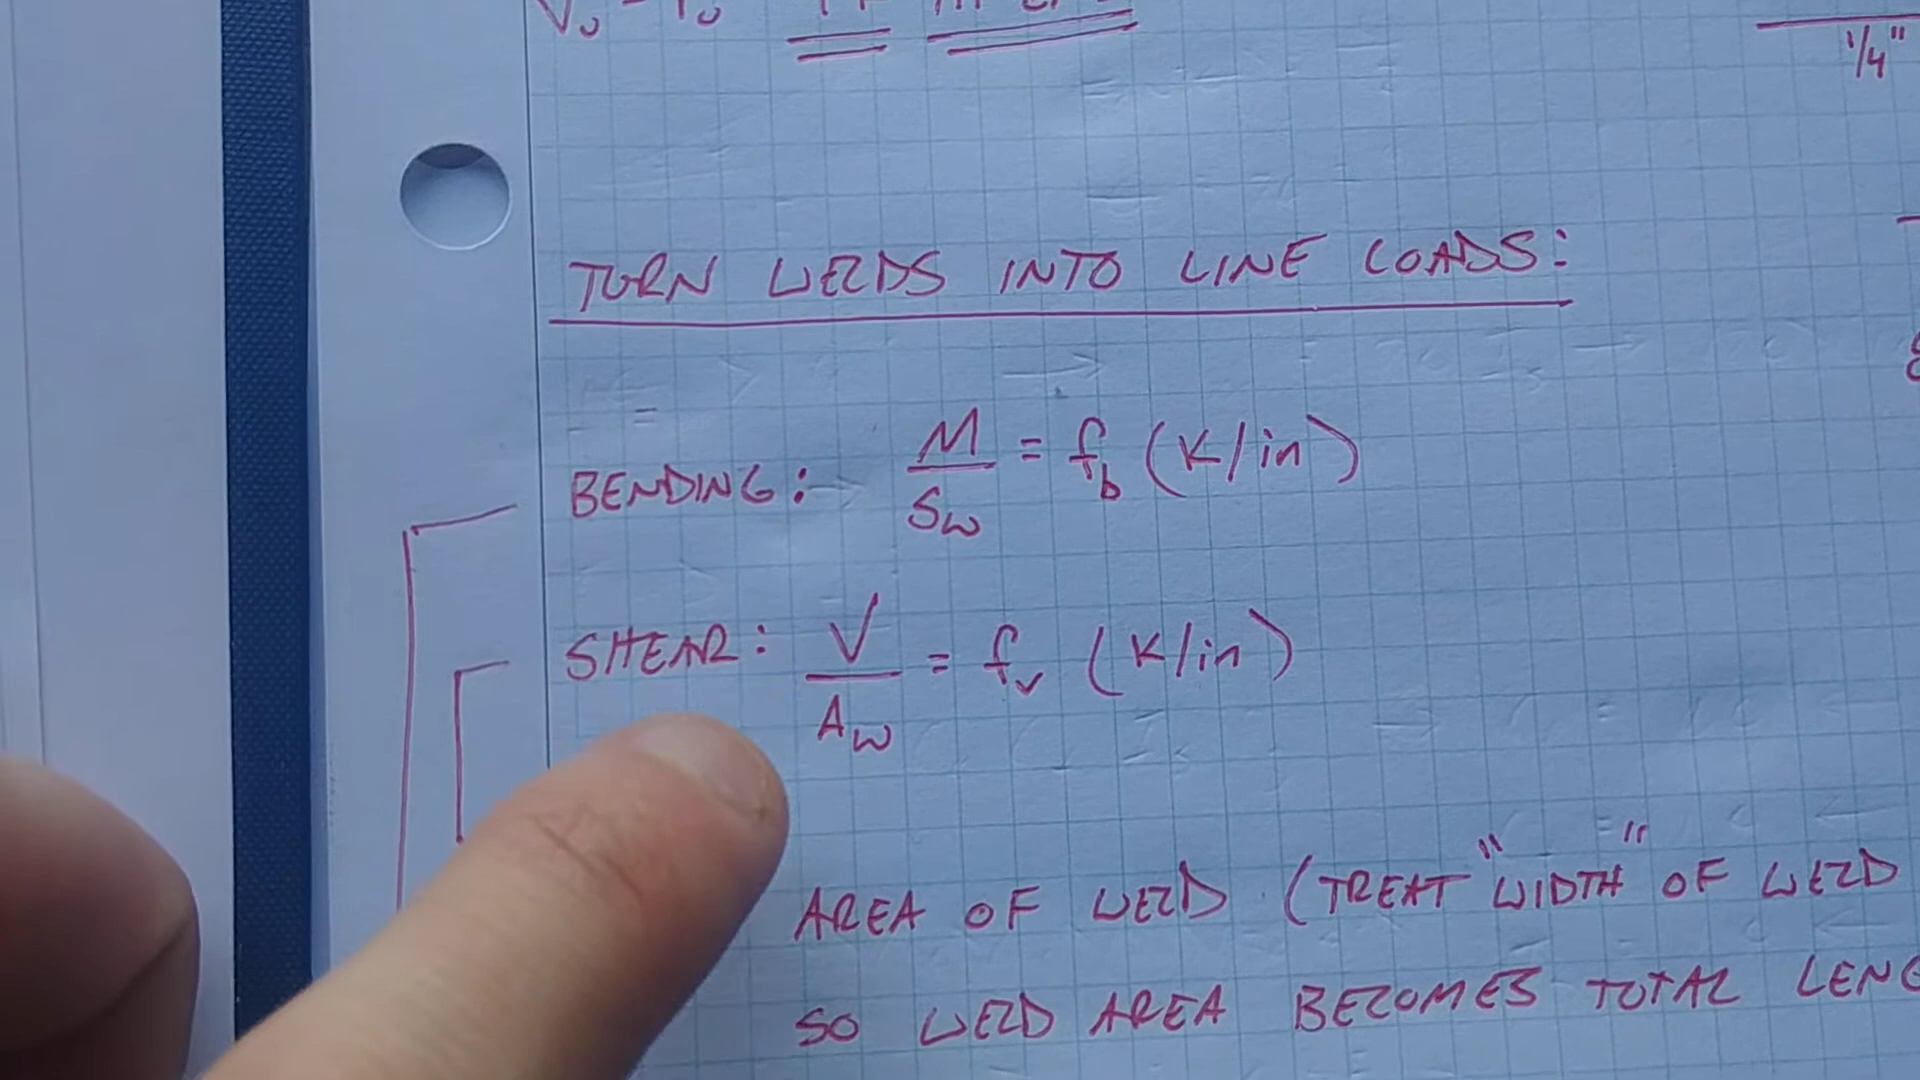 1/4"
TURN WELDS INTO LINE LOADS:
BENDING: M/Sw = fb (K/in)
SHEAR: V/Aw = fv (K/in)
AREA OF WELD (TREAT "WIDTH" OF WELD
SO WELD AREA BECOMES TOTAL LENG